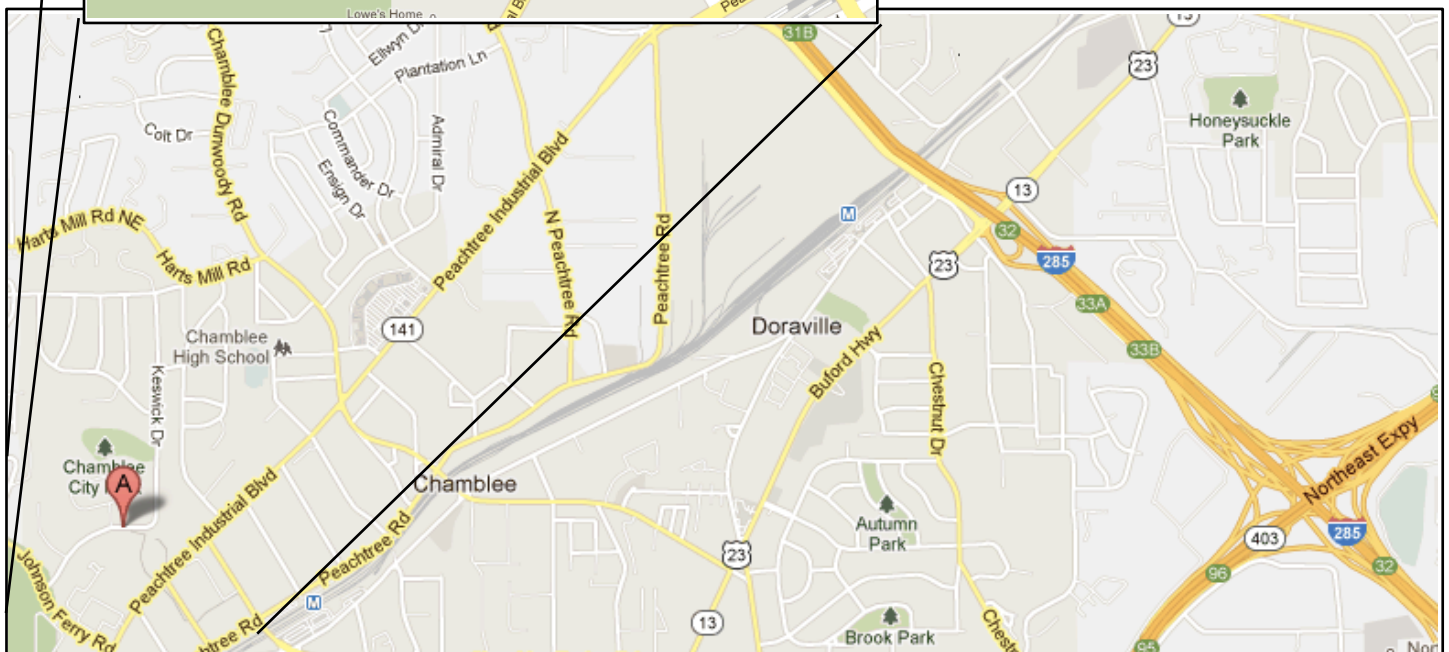 Lowe's Home
31B
13
23
Ellwyn Dr
Plantation Ln
Chamblee Dunwoody Rd
Coit Dr
Commander Dr
Ensign Dr
Admiral Dr
Honeysuckle
Park
Peachtree Industrial Blvd
N Peachtree Rd
Peachtree Rd
M
13
32
23
285
Harts Mill Rd NE
Harts Mill Rd
33A
33B
141
Chamblee
High School
Doraville
Buford Hwy
Keswick Dr
Chestnut Dr
Chamblee
City
A
Chamblee
Northeast Expy
Peachtree Industrial Blvd
Peachtree Rd
Autumn
Park
23
403
285
96
32
Johnson Ferry Rd
M
13
Brook Park
95